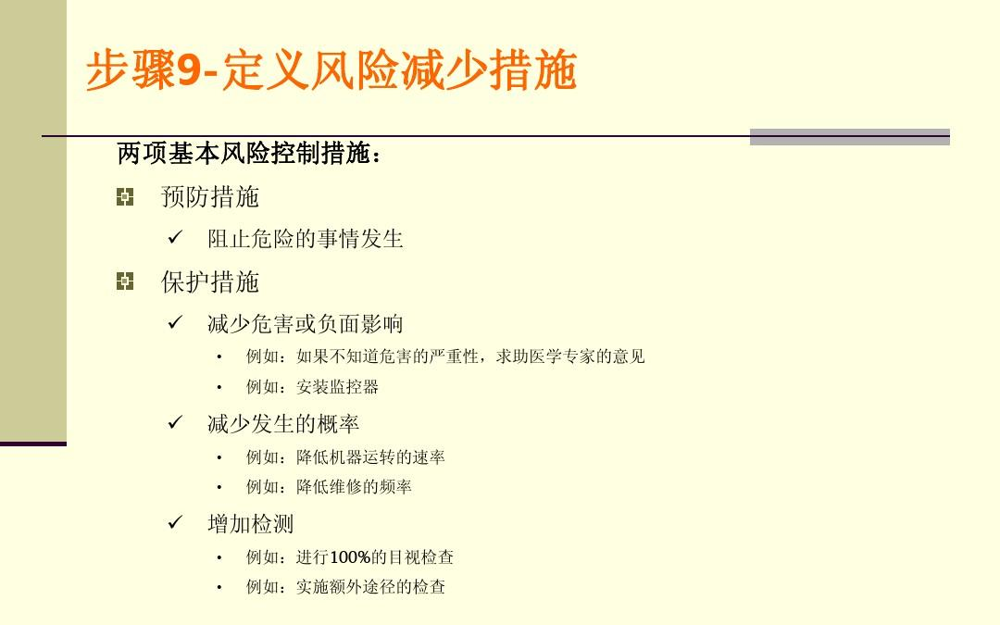 步骤9-定义风险减少措施
两项基本风险控制措施：
预防措施
阻止危险的事情发生
保护措施
减少危害或负面影响
例如：如果不知道危害的严重性，求助医学专家的意见
例如：安装监控器
减少发生的概率
例如：降低机器运转的速率
例如：降低维修的频率
增加检测
例如：进行100%的目视检查
例如：实施额外途径的检查